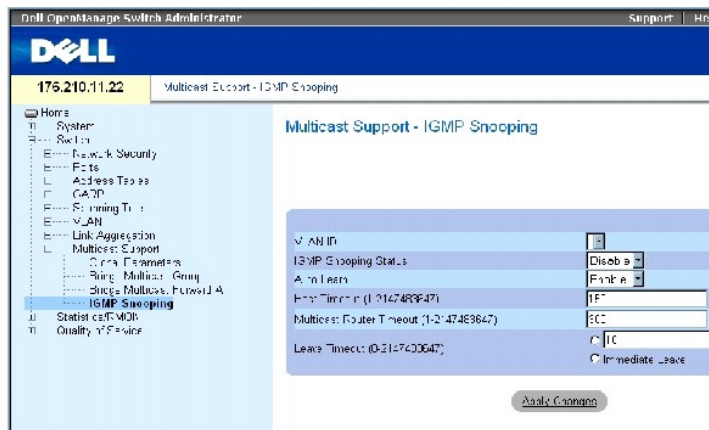 Dell OpenManage Switch Administrator
Support
DELL
176.210.11.22
Multicast Support - IGMP Snooping
Home
System
Switch
Network Security
Ports
Address Tables
GARP
Spanning Tree
VLAN
Link Aggregation
Multicast Support
Global Parameters
Bridge Multicast Group
Bridge Multicast Forward A
IGMP Snooping
Statistics/RMON
Quality of Service
Multicast Support - IGMP Snooping
VLAN ID
1
IGMP Snooping Status
Disable
Auto Learn
Enable
Host Timeout (1-2147483647)
Multicast Router Timeout (1-2147483647)
300
Leave Timeout (0-2147483647)
10
Immediate Leave
Apply Changes